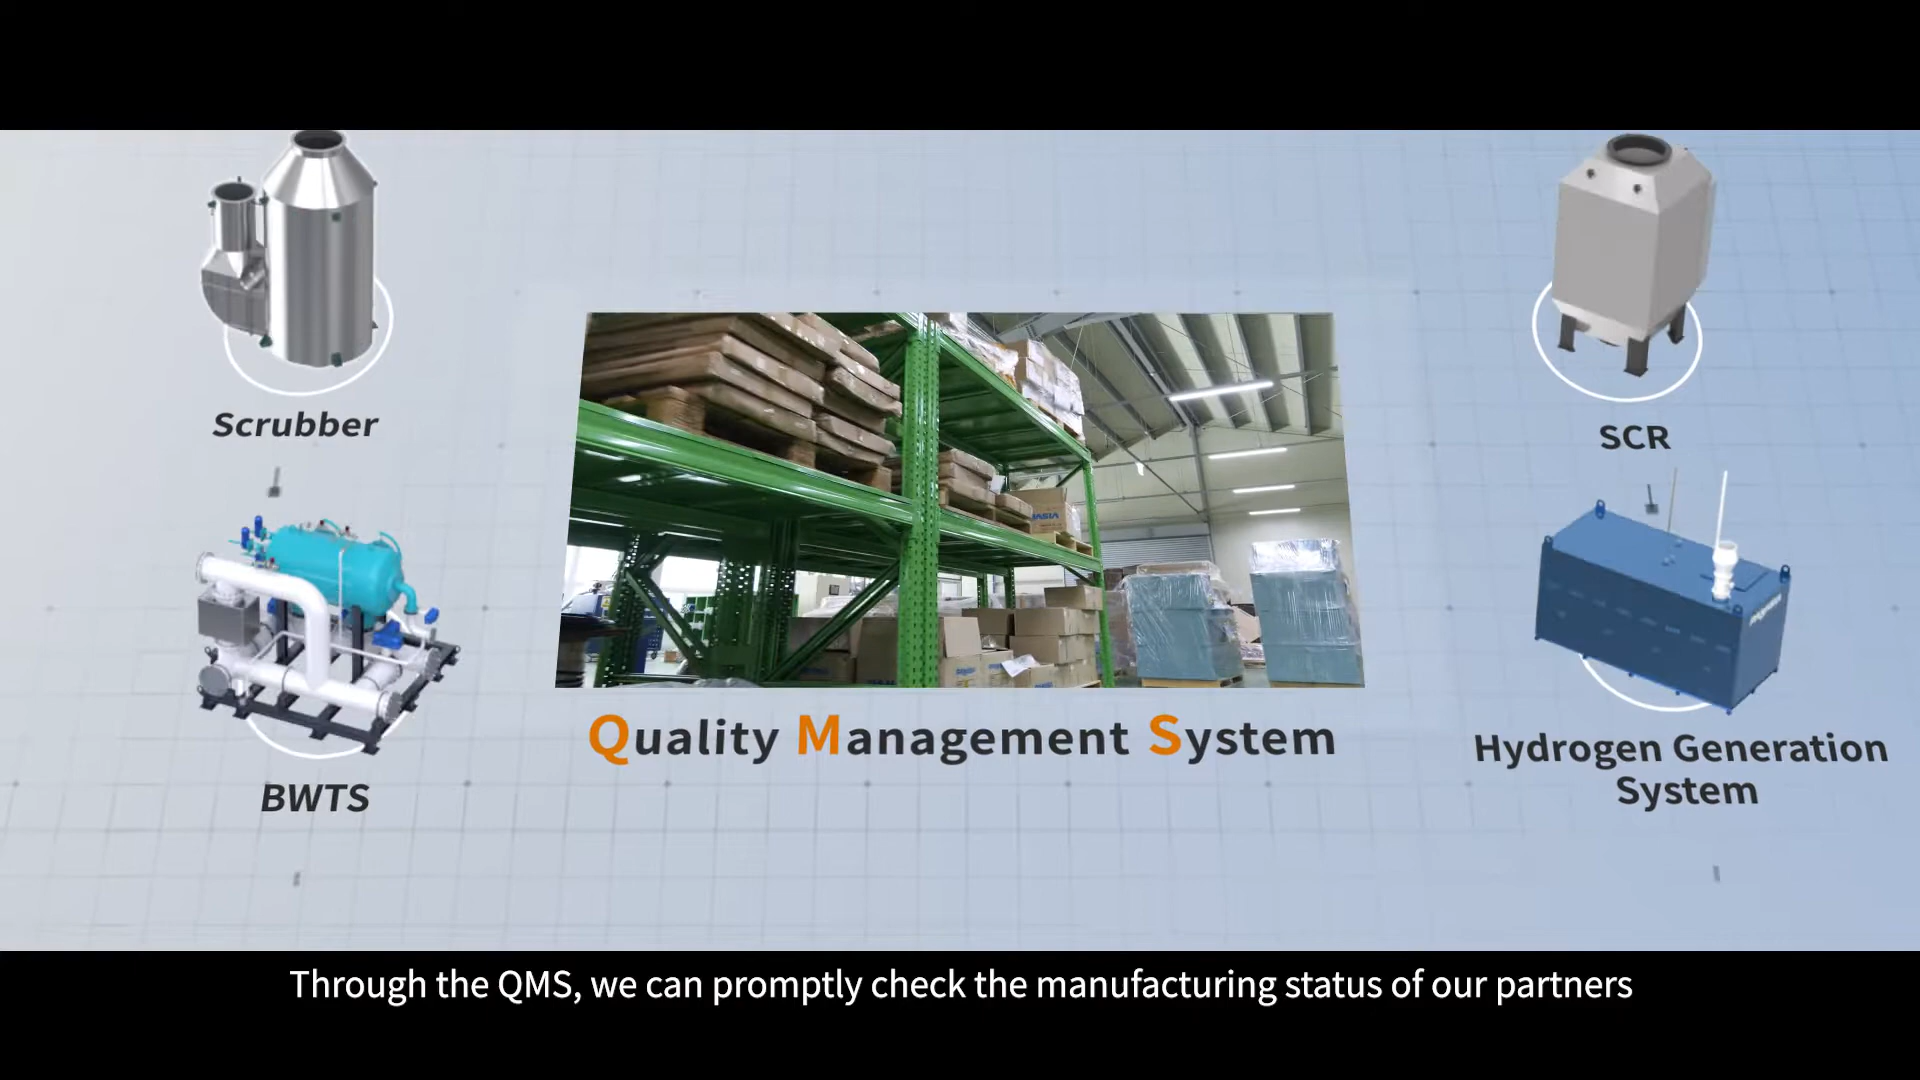 Scrubber
SCR
BWTS
Quality Management System
Hydrogen Generation
System
Through the QMS, we can promptly check the manufacturing status of our partners